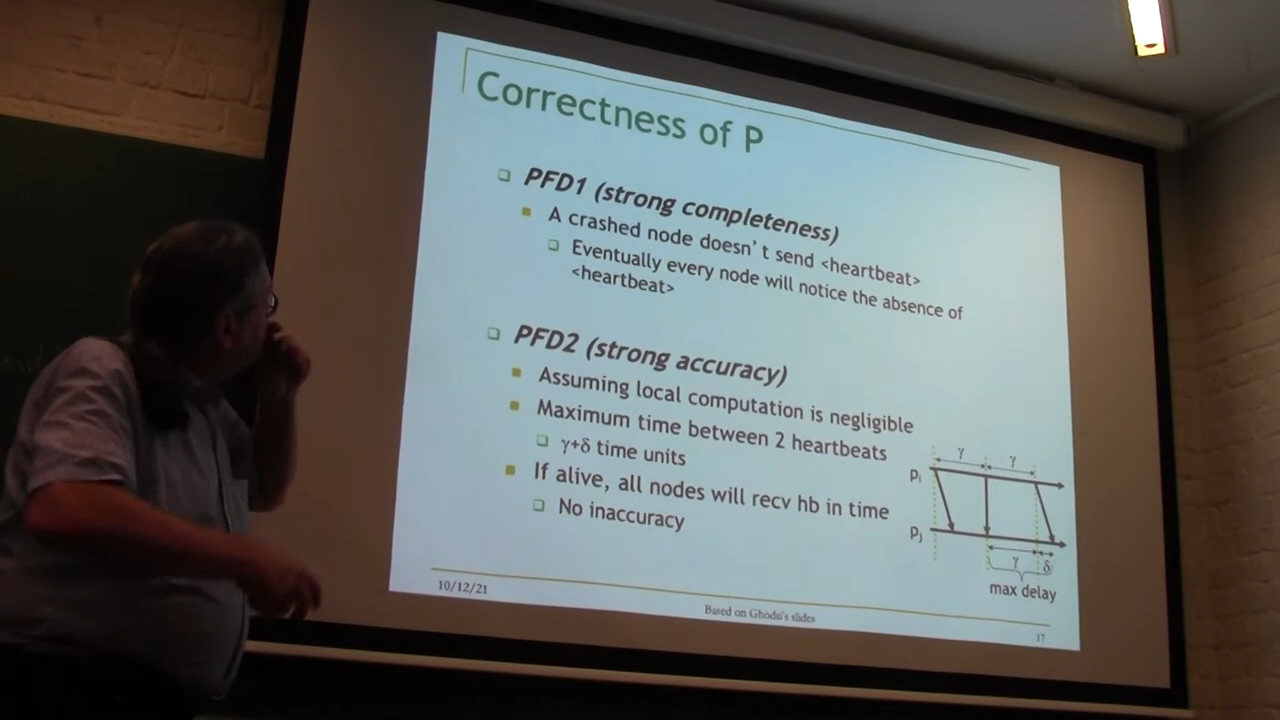 Correctness of P
PFD1 (strong completeness)
A crashed node doesn't send <heartbeat>
Eventually every node will notice the absence of
<heartbeat>
PFD2 (strong accuracy)
Assuming local computation is negligible
Maximum time between 2 heartbeats
γ+δ time units
If alive, all nodes will recv hb in time
No inaccuracy
γ γ
pi
pj
γ δ
max delay
10/12/21
Based on Ghodsi's slides
17